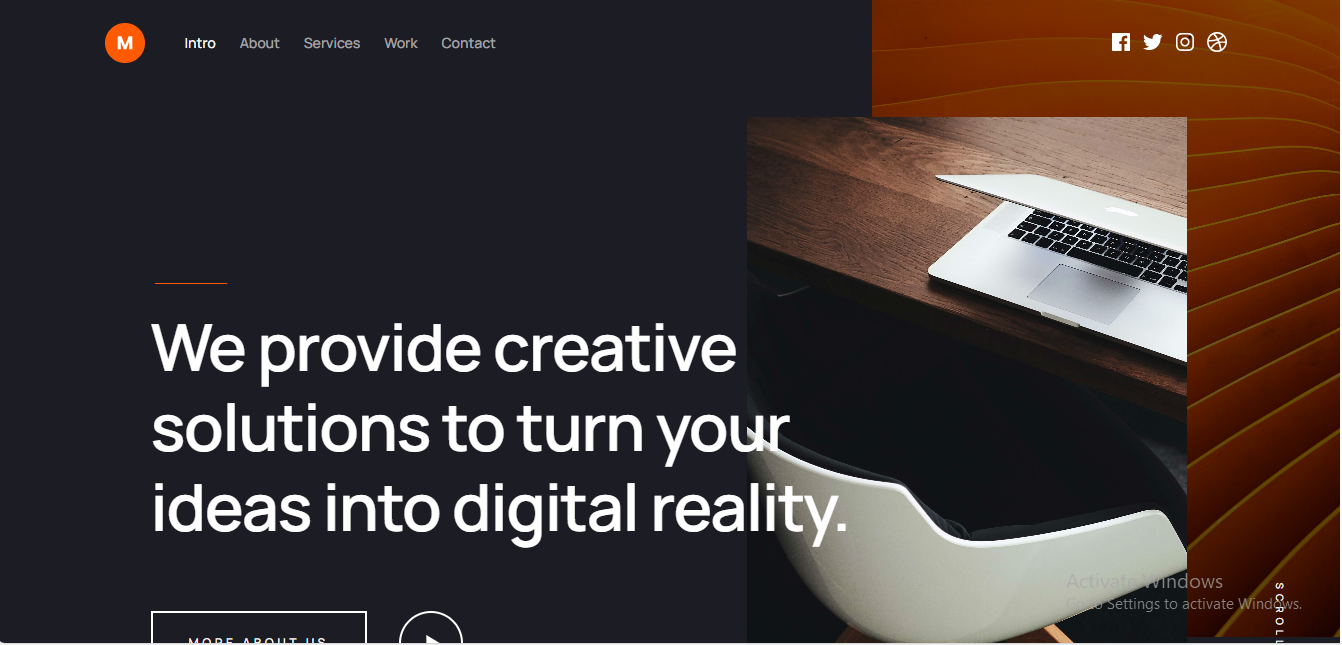 M
Intro
About
Services
Work
Contact
We provide creative
solutions to turn your
ideas into digital reality.
MORE ABOUT US
Activate Windows
Go to Settings to activate Windows.
SCROLL